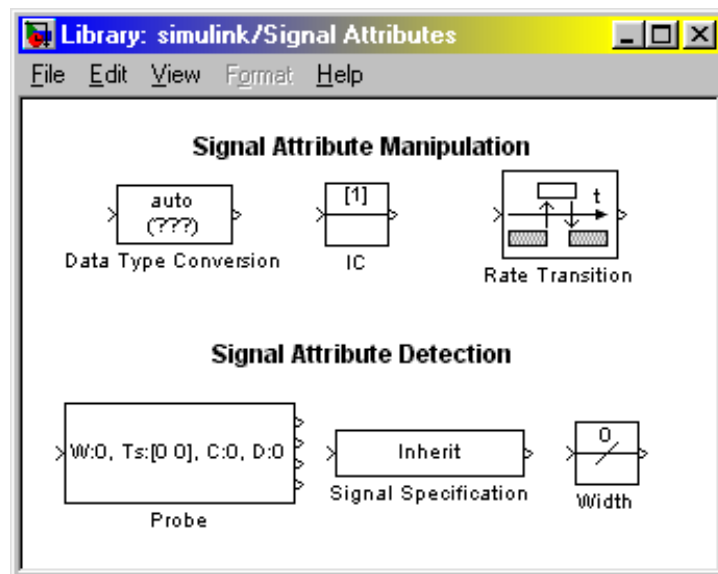 Library: simulink/Signal Attributes
File Edit View Format Help
Signal Attribute Manipulation
auto
(???)
Data Type Conversion
[1]
IC
t
Rate Transition
Signal Attribute Detection
W:0, Ts:[0 0], C:0, D:0
Probe
Inherit
Signal Specification
0
Width